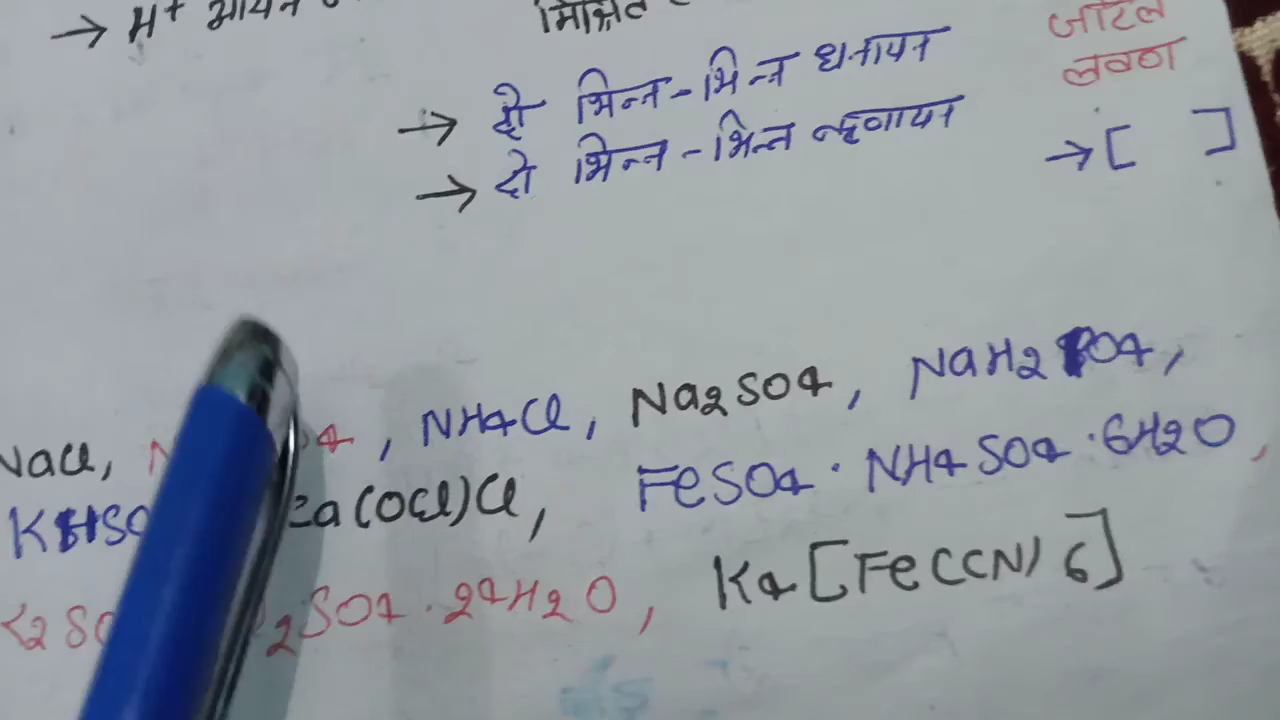 → H+ आयन
मिश्रित
जटिल
लवण
→ दो भिन्न-भिन्न धनायन
→ दो भिन्न-भिन्न ऋणायन
→ [ ]
NaCl, NH4Cl, Na2SO4, NaH2PO4,
Ca(OCl)Cl, FeSO4·NH4SO4·6H2O,
2SO4·24H2O, K4[Fe(CN)6]